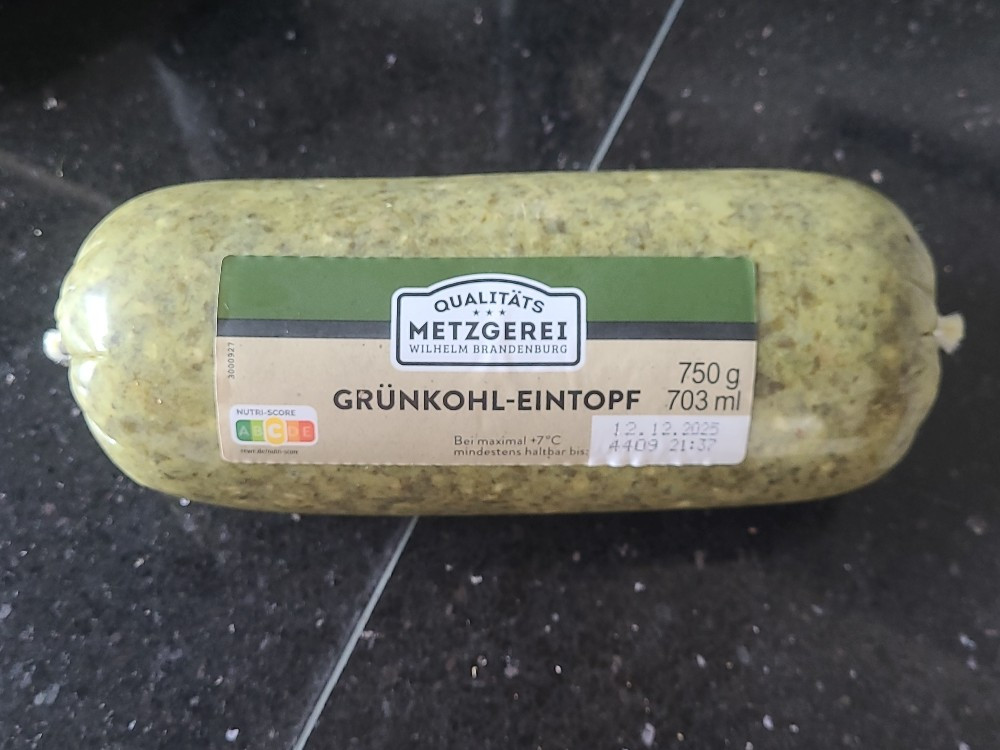 QUALITÄTS
METZGEREI
WILHELM BRANDENBURG
GRÜNKOHL-EINTOPF
750 g
703 ml
3000927
NUTRI-SCORE
A B C D E
Bei maximal +7°C
mindestens haltbar bis:
12.12.2025
4409 21:37